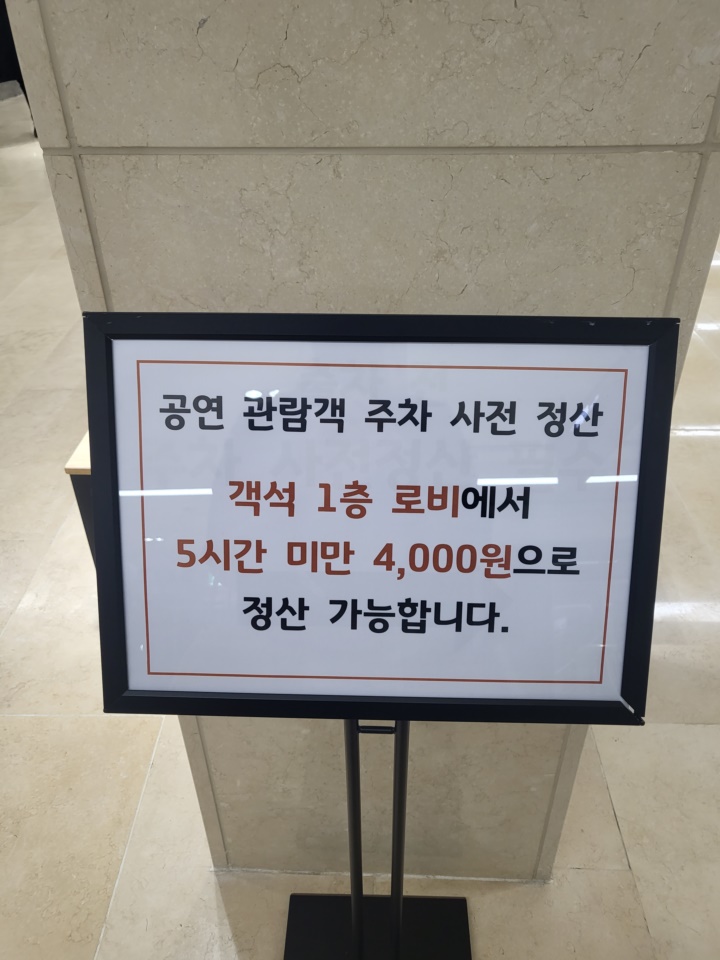 공연 관람객 주차 사전 정산
객석 1층 로비에서
5시간 미만 4,000원으로
정산 가능합니다.